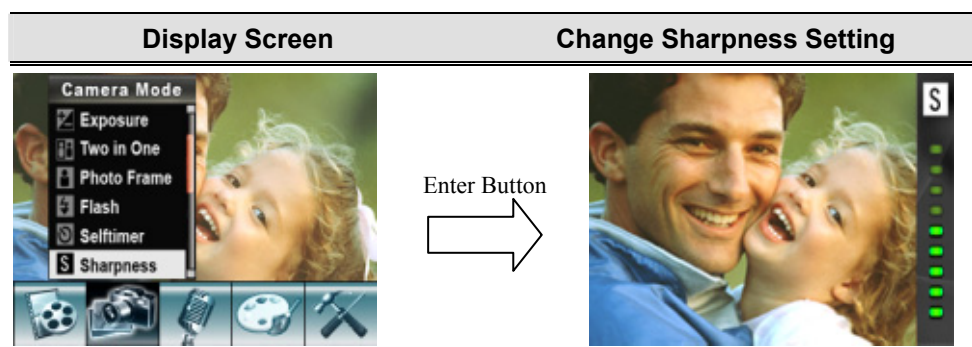 Display Screen
Change Sharpness Setting
Camera Mode
Exposure
Two in One
Photo Frame
Flash
Selftimer
S Sharpness
Enter Button
S